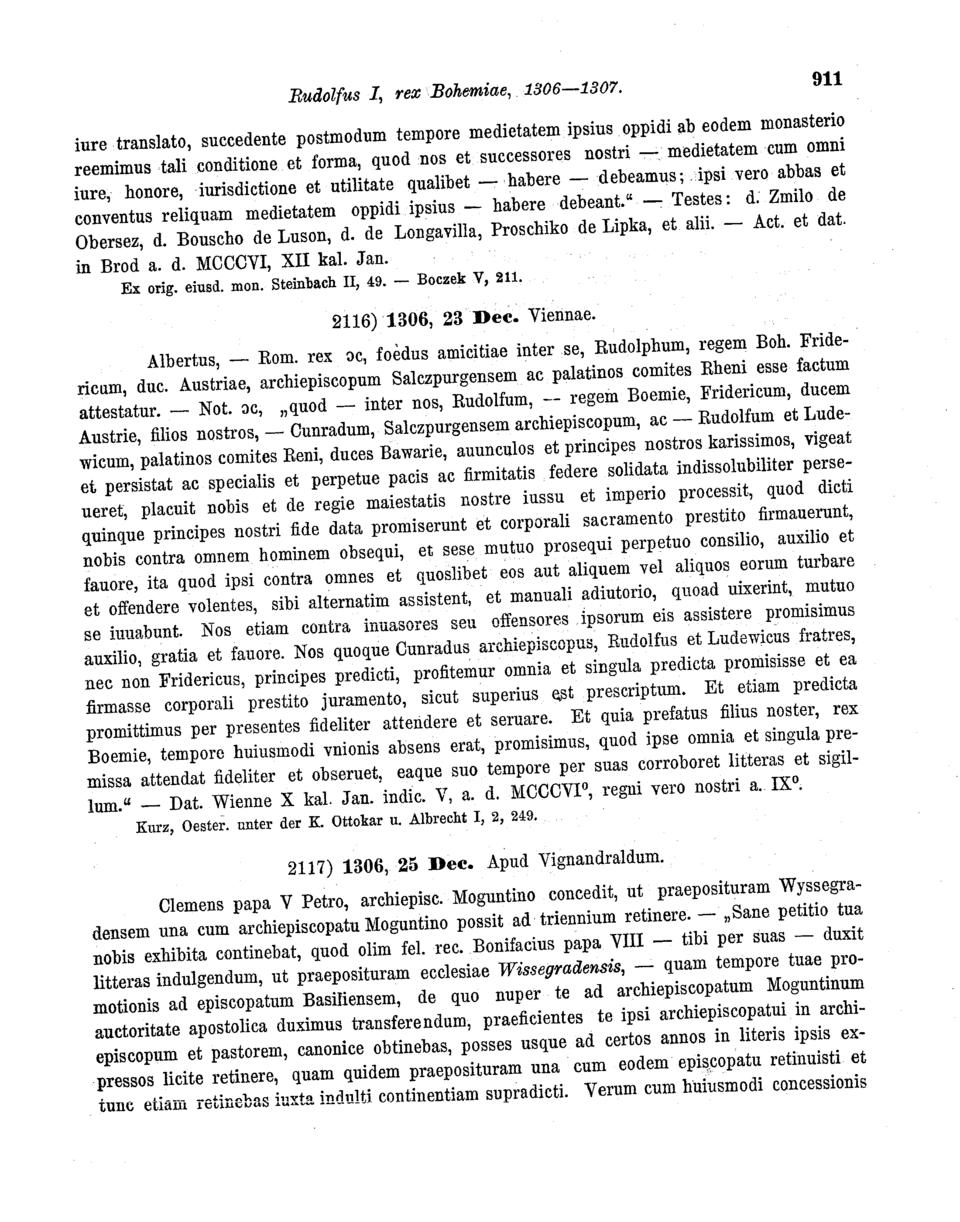 Rudolfus I, rex Bohemiae, 1306—1307.
911
iure translato, succedente postmodum tempore medietatem ipsius oppidi ab eodem monasterio
reemimus tali conditione et forma, quod nos et successores nostri — medietatem cum omni
iure, honore, iurisdictione et utilitate qualibet — habere — debeamus; ipsi vero abbas et
conventus reliquam medietatem oppidi ipsius — habere debeant.“ — Testes: d. Zmilo de
Obersez, d. Bouscho de Luson, d. de Longavilla, Proschiko de Lipka, et alii. — Act. et dat.
in Brod a. d. MCCCVI, XII kal. Jan.
Ex orig. eiusd. mon. Steinbach II, 49. — Boczek V, 211.
2116) 1306, 23 Dec. Viennae.
Albertus, — Rom. rex ɔc, foèdus amicitiae inter se, Rudolphum, regem Boh. Fride-
ricum, duc. Austriae, archiepiscopum Salczpurgensem ac palatinos comites Rheni esse factum
attestatur. — Not. ɔc, „quod — inter nos, Rudolfum, — regem Boemie, Fridericum, ducem
Austrie, filios nostros, — Cunradum, Salczpurgensem archiepiscopum, ac — Rudolfum et Lude-
wicum, palatinos comites Reni, duces Bawarie, auunculos et principes nostros karissimos, vigeat
et persistat ac specialis et perpetue pacis ac firmitatis federe solidata indissolubiliter perse-
ueret, placuit nobis et de regie maiestatis nostre iussu et imperio processit, quod dicti
quinque principes nostri fide data promiserunt et corporali sacramento prestito firmauerunt,
nobis contra omnem hominem obsequi, et sese mutuo prosequi perpetuo consilio, auxilio et
fauore, ita quod ipsi contra omnes et quoslibet eos aut aliquem vel aliquos eorum turbare
et offendere volentes, sibi alternatim assistent, et manuali adiutorio, quoad uixerint, mutuo
se iuuabunt. Nos etiam contra inuasores seu offensores ipsorum eis assistere promisimus
auxilio, gratia et fauore. Nos quoque Cunradus archiepiscopus, Rudolfus et Ludewicus fratres,
nec non Fridericus, principes predicti, profitemur omnia et singula predicta promisisse et ea
firmasse corporali prestito juramento, sicut superius est prescriptum. Et etiam predicta
promittimus per presentes fideliter attendere et seruare. Et quia prefatus filius noster, rex
Boemie, tempore huiusmodi vnionis absens erat, promisimus, quod ipse omnia et singula pre-
missa attendat fideliter et obseruet, eaque suo tempore per suas corroboret litteras et sigil-
lum.“ — Dat. Wienne X kal. Jan. indic. V, a. d. MCCCVIº, regni vero nostri a. IXº.
Kurz, Oester. unter der K. Ottokar u. Albrecht I, 2, 249.
2117) 1306, 25 Dec. Apud Vignandraldum.
Clemens papa V Petro, archiepisc. Moguntino concedit, ut praeposituram Wyssegra-
densem una cum archiepiscopatu Moguntino possit ad triennium retinere. — „Sane petitio tua
nobis exhibita continebat, quod olim fel. rec. Bonifacius papa VIII — tibi per suas — duxit
litteras indulgendum, ut praeposituram ecclesiae Wissegradensis, — quam tempore tuae pro-
motionis ad episcopatum Basiliensem, de quo nuper te ad archiepiscopatum Moguntinum
auctoritate apostolica duximus transferendum, praeficientes te ipsi archiepiscopatui in archi-
episcopum et pastorem, canonice obtinebas, posses usque ad certos annos in literis ipsis ex-
pressos licite retinere, quam quidem praeposituram una cum eodem episcopatu retinuisti et
tunc etiam retinebas iuxta indulti continentiam supradicti. Verum cum huiusmodi concessionis